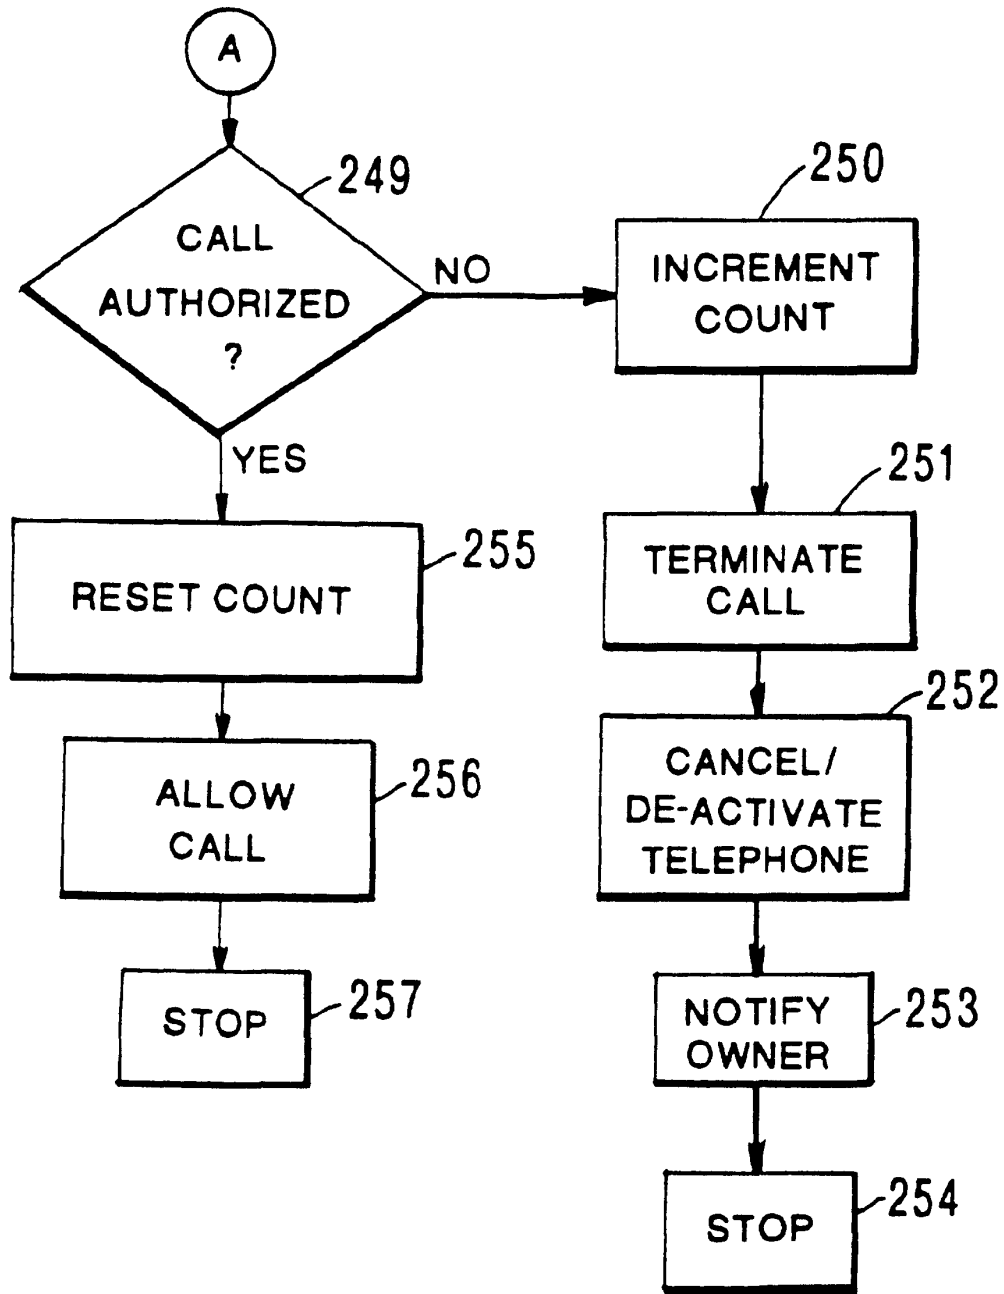 A
249
CALL
AUTHORIZED
?
NO
250
INCREMENT
COUNT
YES
251
TERMINATE
CALL
255
RESET COUNT
252
CANCEL/
DE-ACTIVATE
TELEPHONE
256
ALLOW
CALL
257
STOP
253
NOTIFY
OWNER
254
STOP